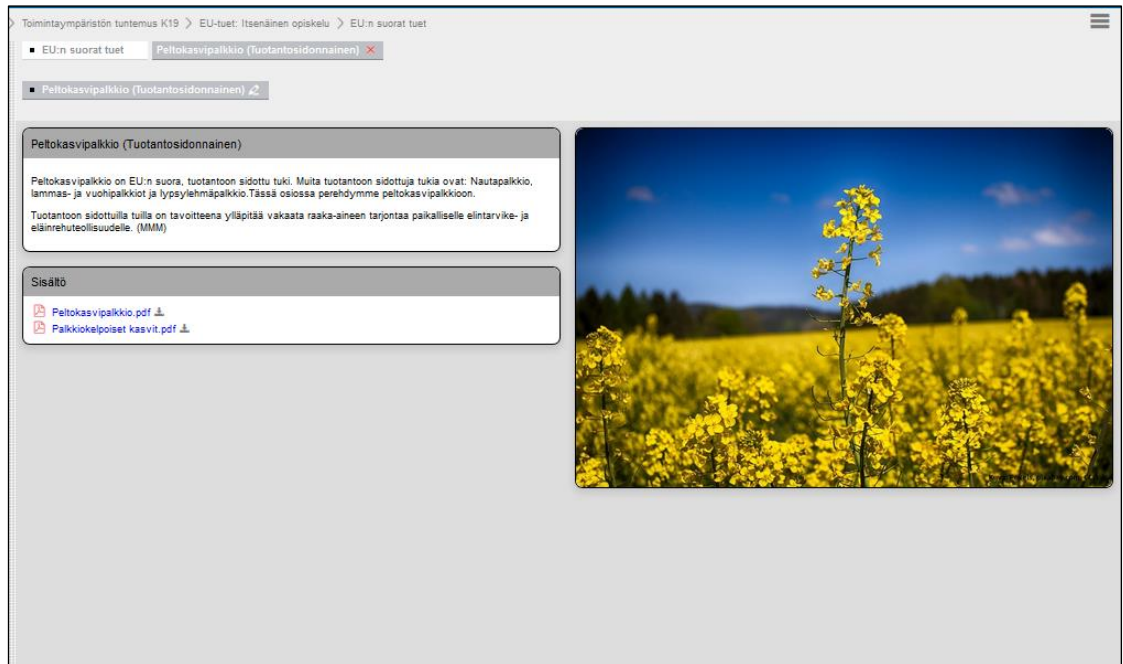 Toimintaympäristön tuntemus K19 > EU-tuet: Itsenäinen opiskelu > EU:n suorat tuet
EU:n suorat tuet Peltokasvipalkkio (Tuotantosidonnainen)
Peltokasvipalkkio (Tuotantosidonnainen)
Peltokasvipalkkio (Tuotantosidonnainen)
Peltokasvipalkkio on EU:n suora, tuotantoon sidottu tuki. Muita tuotantoon sidottuja tukia ovat: Nautapalkkio,
lammas- ja vuohipalkkiot ja lypsylehmäpalkkio.Tässä osiossa perehdymme peltokasvipalkkioon.
Tuotantoon sidottuilla tuilla on tavoitteena ylläpitää vakaata raaka-aineen tarjontaa paikalliselle elintarvike- ja
eläinrehuteollisuudelle. (MMM)
Sisältö
Peltokasvipalkkio.pdf
Palkkiokelpoiset kasvit.pdf